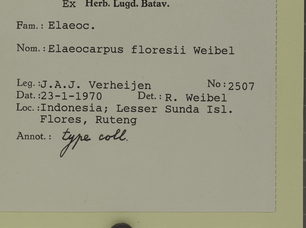 Ex Herb. Lugd. Batav.
Fam.: Elaeoc.
Nom.: Elaeocarpus floresii Weibel
Leg.: J.A.J. Verheijen No: 2507
Dat.: 23-1-1970 Det.: R. Weibel
Loc.: Indonesia; Lesser Sunda Isl.
Flores, Ruteng
Annot.: type coll.